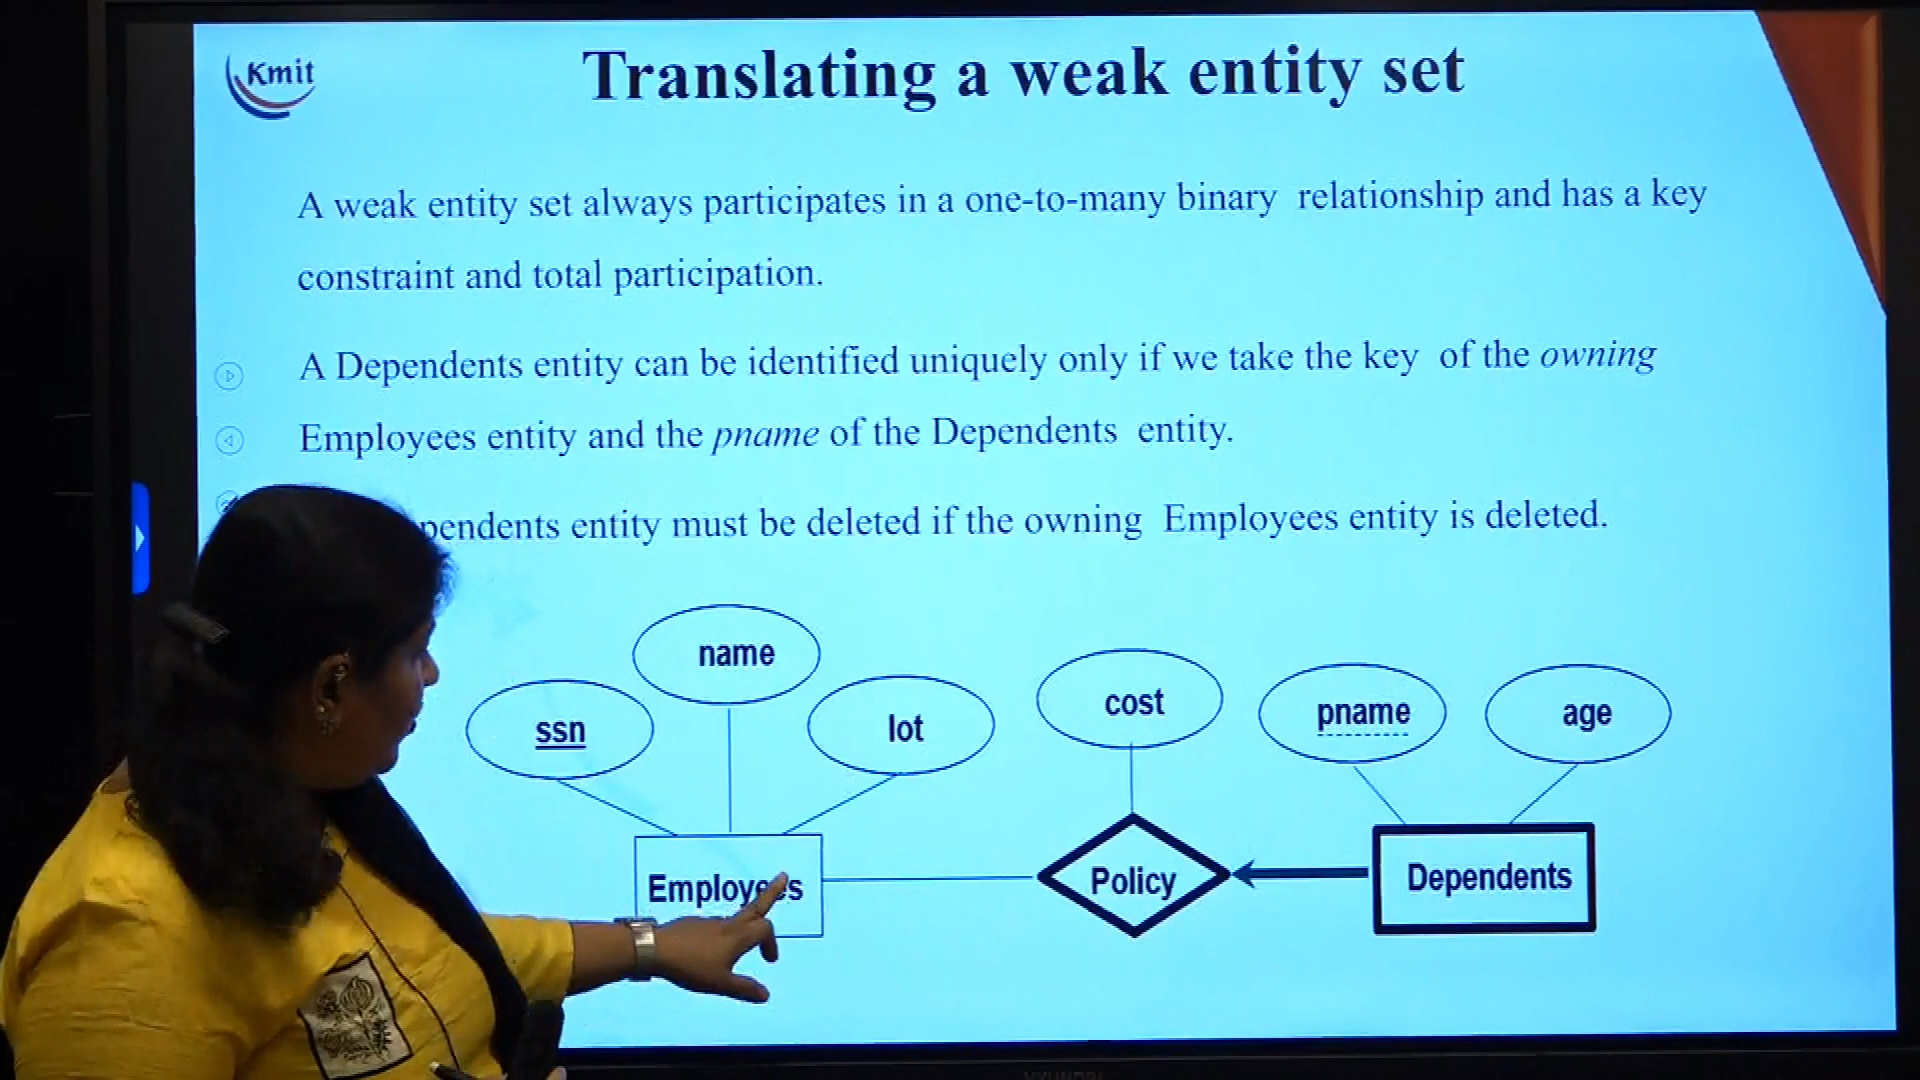 Kmit
Translating a weak entity set
A weak entity set always participates in a one-to-many binary relationship and has a key
constraint and total participation.
A Dependents entity can be identified uniquely only if we take the key of the owning
Employees entity and the pname of the Dependents entity.
entity must be deleted if the owning Employees entity is deleted.
name
cost
pname
age
ssn
lot
Employees
Policy
Dependents